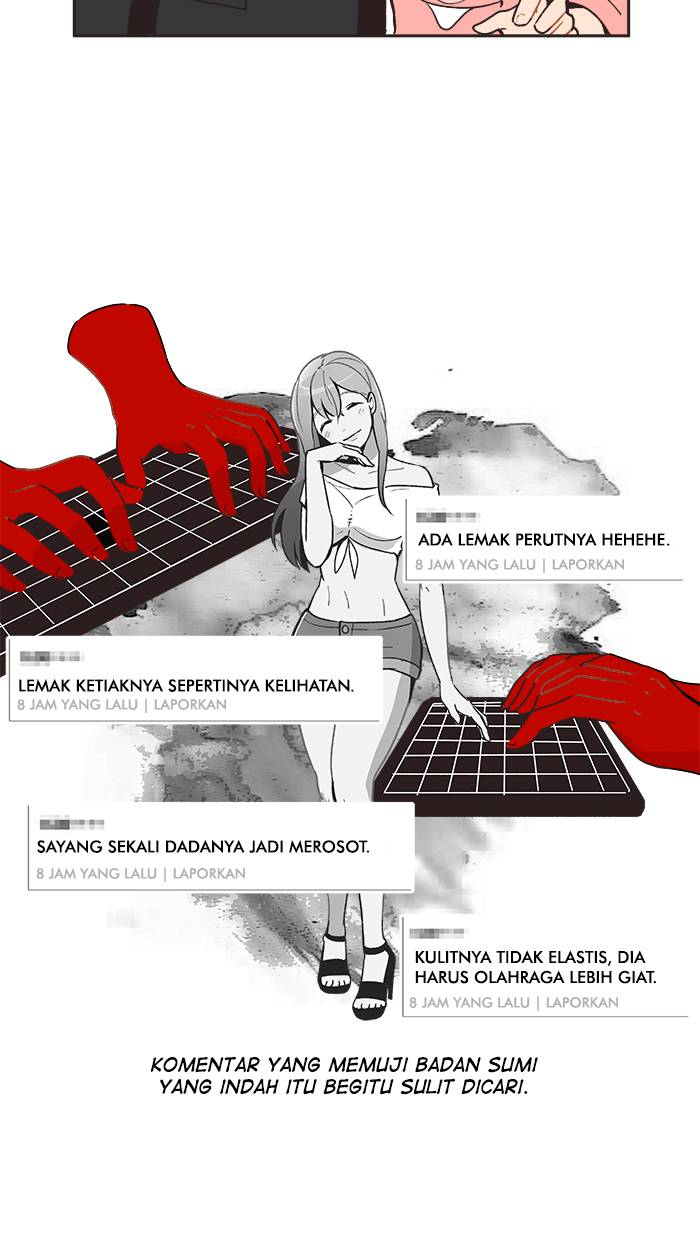 ADA LEMAK PERUTNYA HEHEHE.
8 JAM YANG LALU | LAPORKAN
LEMAK KETIAKNYA SEPERTINYA KELIHATAN.
8 JAM YANG LALU | LAPORKAN
SAYANG SEKALI DADANYA JADI MEROSOT.
8 JAM YANG LALU | LAPORKAN
KULITNYA TIDAK ELASTIS, DIA
HARUS OLAHRAGA LEBIH GIAT.
8 JAM YANG LALU | LAPORKAN
KOMENTAR YANG MEMUJI BADAN SUMI
YANG INDAH ITU BEGITU SULIT DICARI.